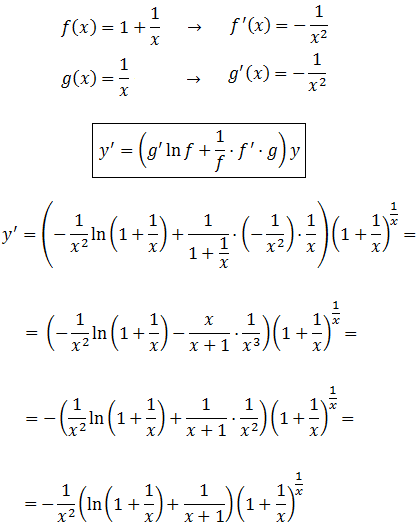 f(x) = 1 + 1/x → f'(x) = −1/x²
g(x) = 1/x → g'(x) = −1/x²
y' = (g' ln f + 1/f · f' · g) y
y' = (−1/x² ln(1 + 1/x) + 1/(1 + 1/x) · (−1/x²) · 1/x)(1 + 1/x)^(1/x) =
= (−1/x² ln(1 + 1/x) − x/(x + 1) · 1/x³)(1 + 1/x)^(1/x) =
= −(1/x² ln(1 + 1/x) + 1/(x + 1) · 1/x²)(1 + 1/x)^(1/x) =
= −1/x² (ln(1 + 1/x) + 1/(x + 1))(1 + 1/x)^(1/x)